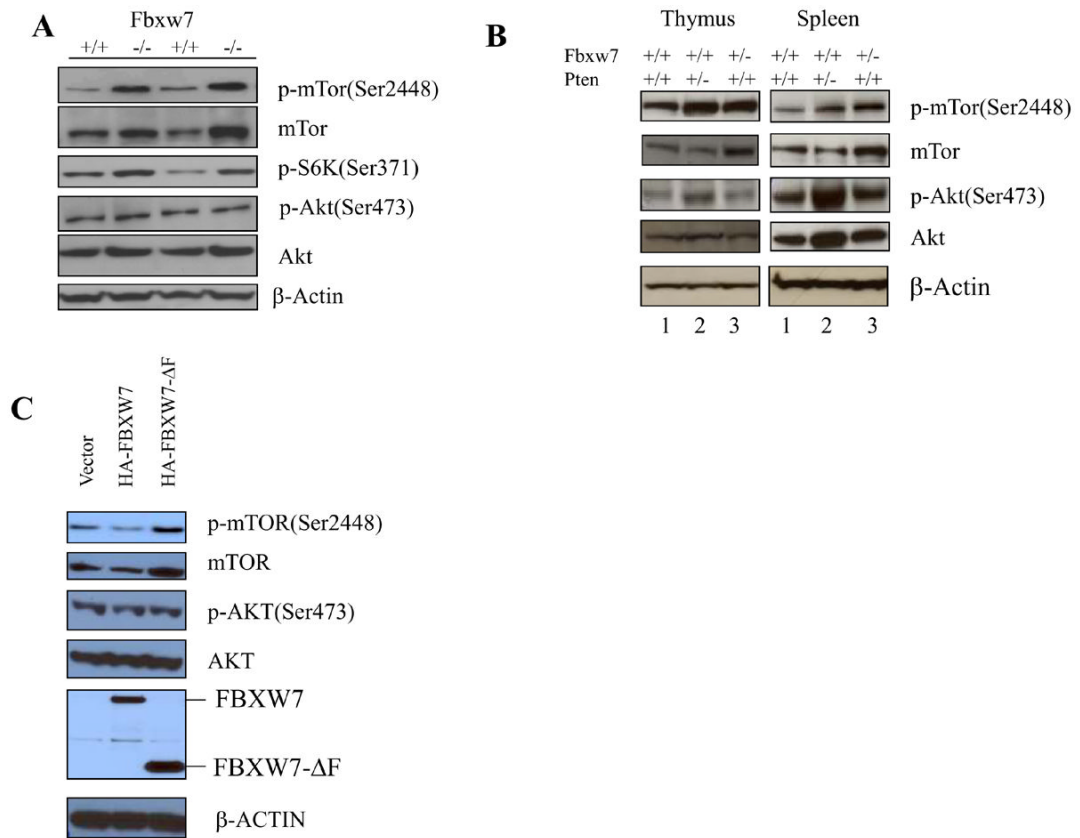 A
Fbxw7
+/+ -/- +/+ -/-
p-mTor(Ser2448)
mTor
p-S6K(Ser371)
p-Akt(Ser473)
Akt
β-Actin
B
Thymus Spleen
Fbxw7 +/+ +/+ +/- +/+ +/+ +/-
Pten +/+ +/- +/+ +/+ +/- +/+
p-mTor(Ser2448)
mTor
p-Akt(Ser473)
Akt
β-Actin
1 2 3 1 2 3
C
Vector
HA-FBXW7
HA-FBXW7-ΔF
p-mTOR(Ser2448)
mTOR
p-AKT(Ser473)
AKT
FBXW7
FBXW7-ΔF
β-ACTIN